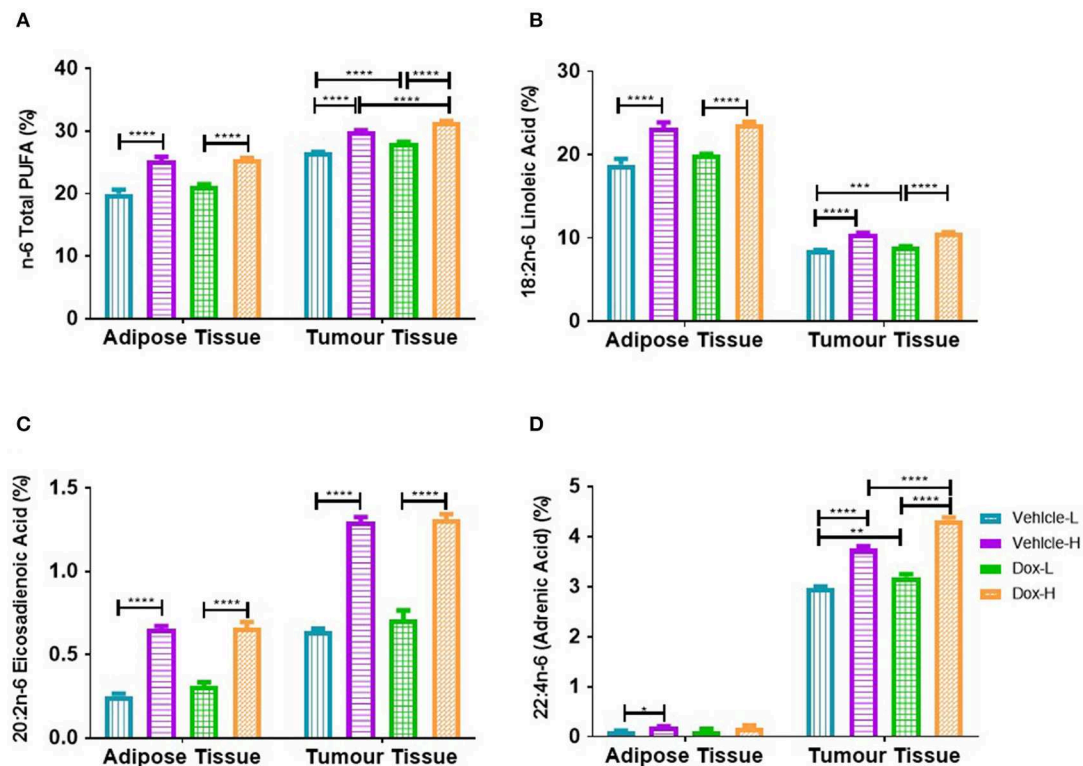 A
n-6 Total PUFA (%)
40
30
20
10
0
****
****
****
****
****
****
Adipose Tissue
Tumour Tissue
B
18:2n-6 Linoleic Acid (%)
30
20
10
0
****
****
***
****
****
Adipose Tissue
Tumour Tissue
C
20:2n-6 Eicosadienoic Acid (%)
1.5
1.0
0.5
0.0
****
****
****
****
Adipose Tissue
Tumour Tissue
D
22:4n-6 (Adrenic Acid) (%)
5
4
3
2
1
0
*
****
****
****
**
Adipose Tissue
Tumour Tissue
Vehlcle-L
Vehlcle-H
Dox-L
Dox-H